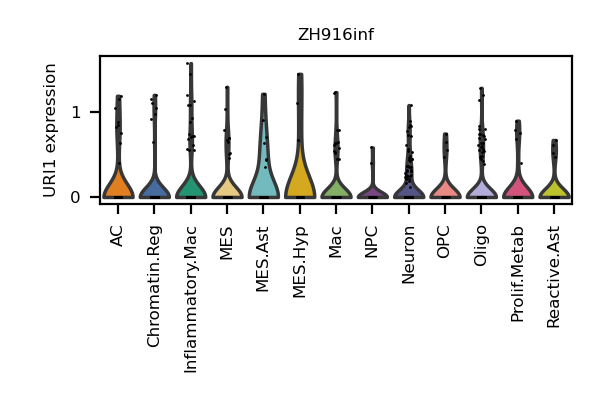 ZH916inf
URI1 expression
1
0
AC
Chromatin.Reg
Inflammatory.Mac
MES
MES.Ast
MES.Hyp
Mac
NPC
Neuron
OPC
Oligo
Prolif.Metab
Reactive.Ast